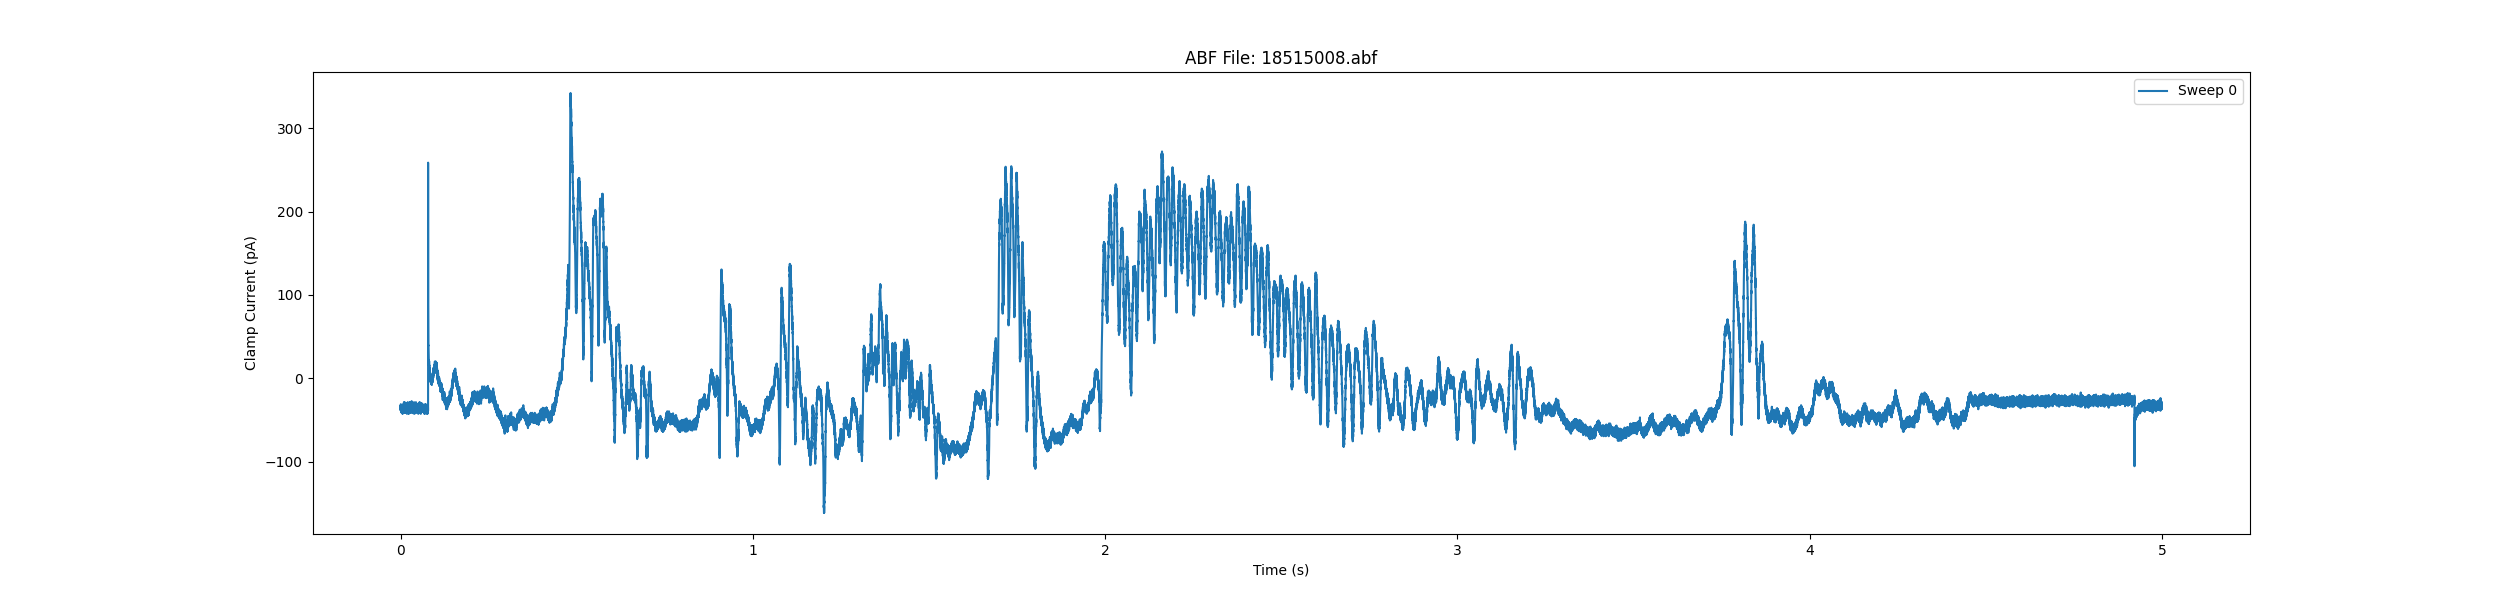 ABF File: 18515008.abf
Sweep 0
Clamp Current (pA)
300
200
100
0
−100
0 1 2 3 4 5
Time (s)